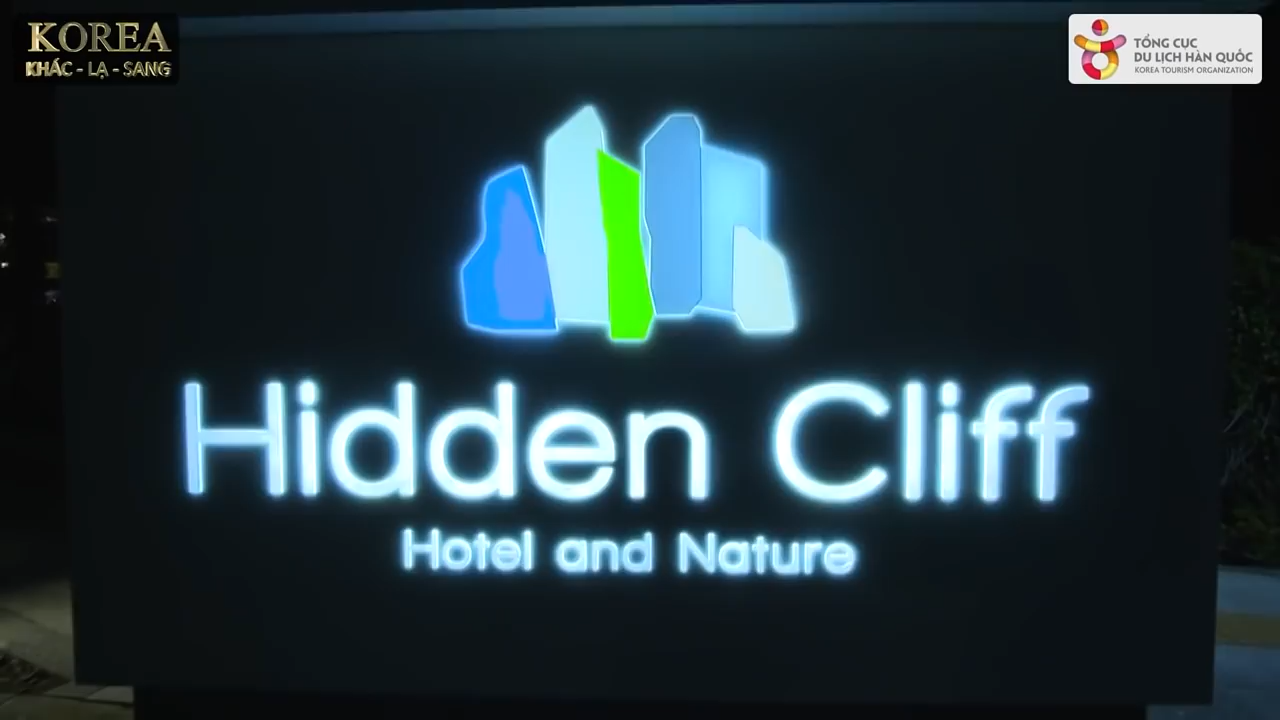 KOREA
KHÁC - LẠ - SANG
TỔNG CỤC
DU LỊCH HÀN QUỐC
KOREA TOURISM ORGANIZATION
Hidden Cliff
Hotel and Nature